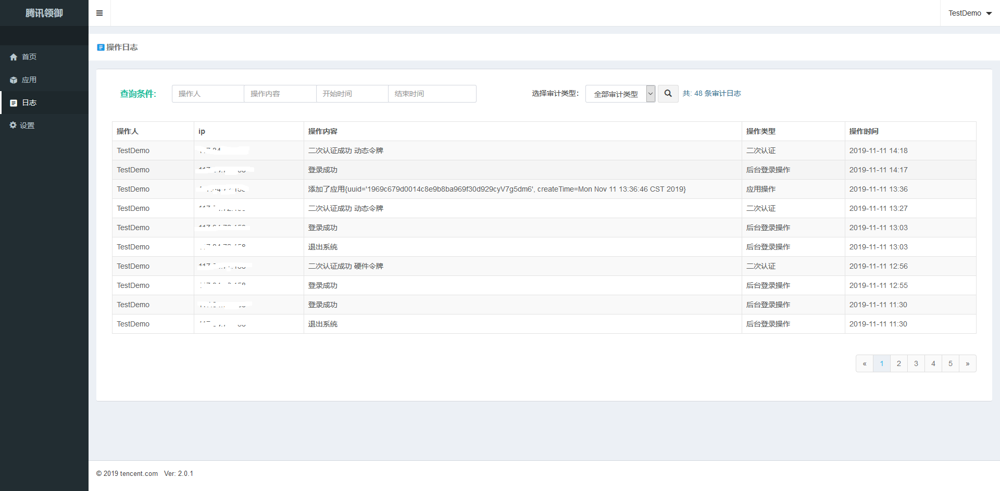 腾讯领御
TestDemo
首页
应用
日志
设置
操作日志
查询条件: 操作人 操作内容 开始时间 结束时间 选择审计类型: 全部审计类型 共: 48 条审计日志
操作人 ip 操作内容 操作类型 操作时间
TestDemo 二次认证成功 动态令牌 二次认证 2019-11-11 14:18
TestDemo 登录成功 后台登录操作 2019-11-11 14:17
TestDemo 添加了应用{uuid='1969c679d0014c8e9b8ba969f30d929cyV7g5dm6', createTime=Mon Nov 11 13:36:46 CST 2019} 应用操作 2019-11-11 13:36
TestDemo 二次认证成功 动态令牌 二次认证 2019-11-11 13:27
TestDemo 登录成功 后台登录操作 2019-11-11 13:03
TestDemo 退出系统 后台登录操作 2019-11-11 13:03
TestDemo 二次认证成功 硬件令牌 二次认证 2019-11-11 12:56
TestDemo 登录成功 后台登录操作 2019-11-11 12:55
TestDemo 登录成功 后台登录操作 2019-11-11 11:30
TestDemo 退出系统 后台登录操作 2019-11-11 11:30
« 1 2 3 4 5 »
© 2019 tencent.com Ver: 2.0.1